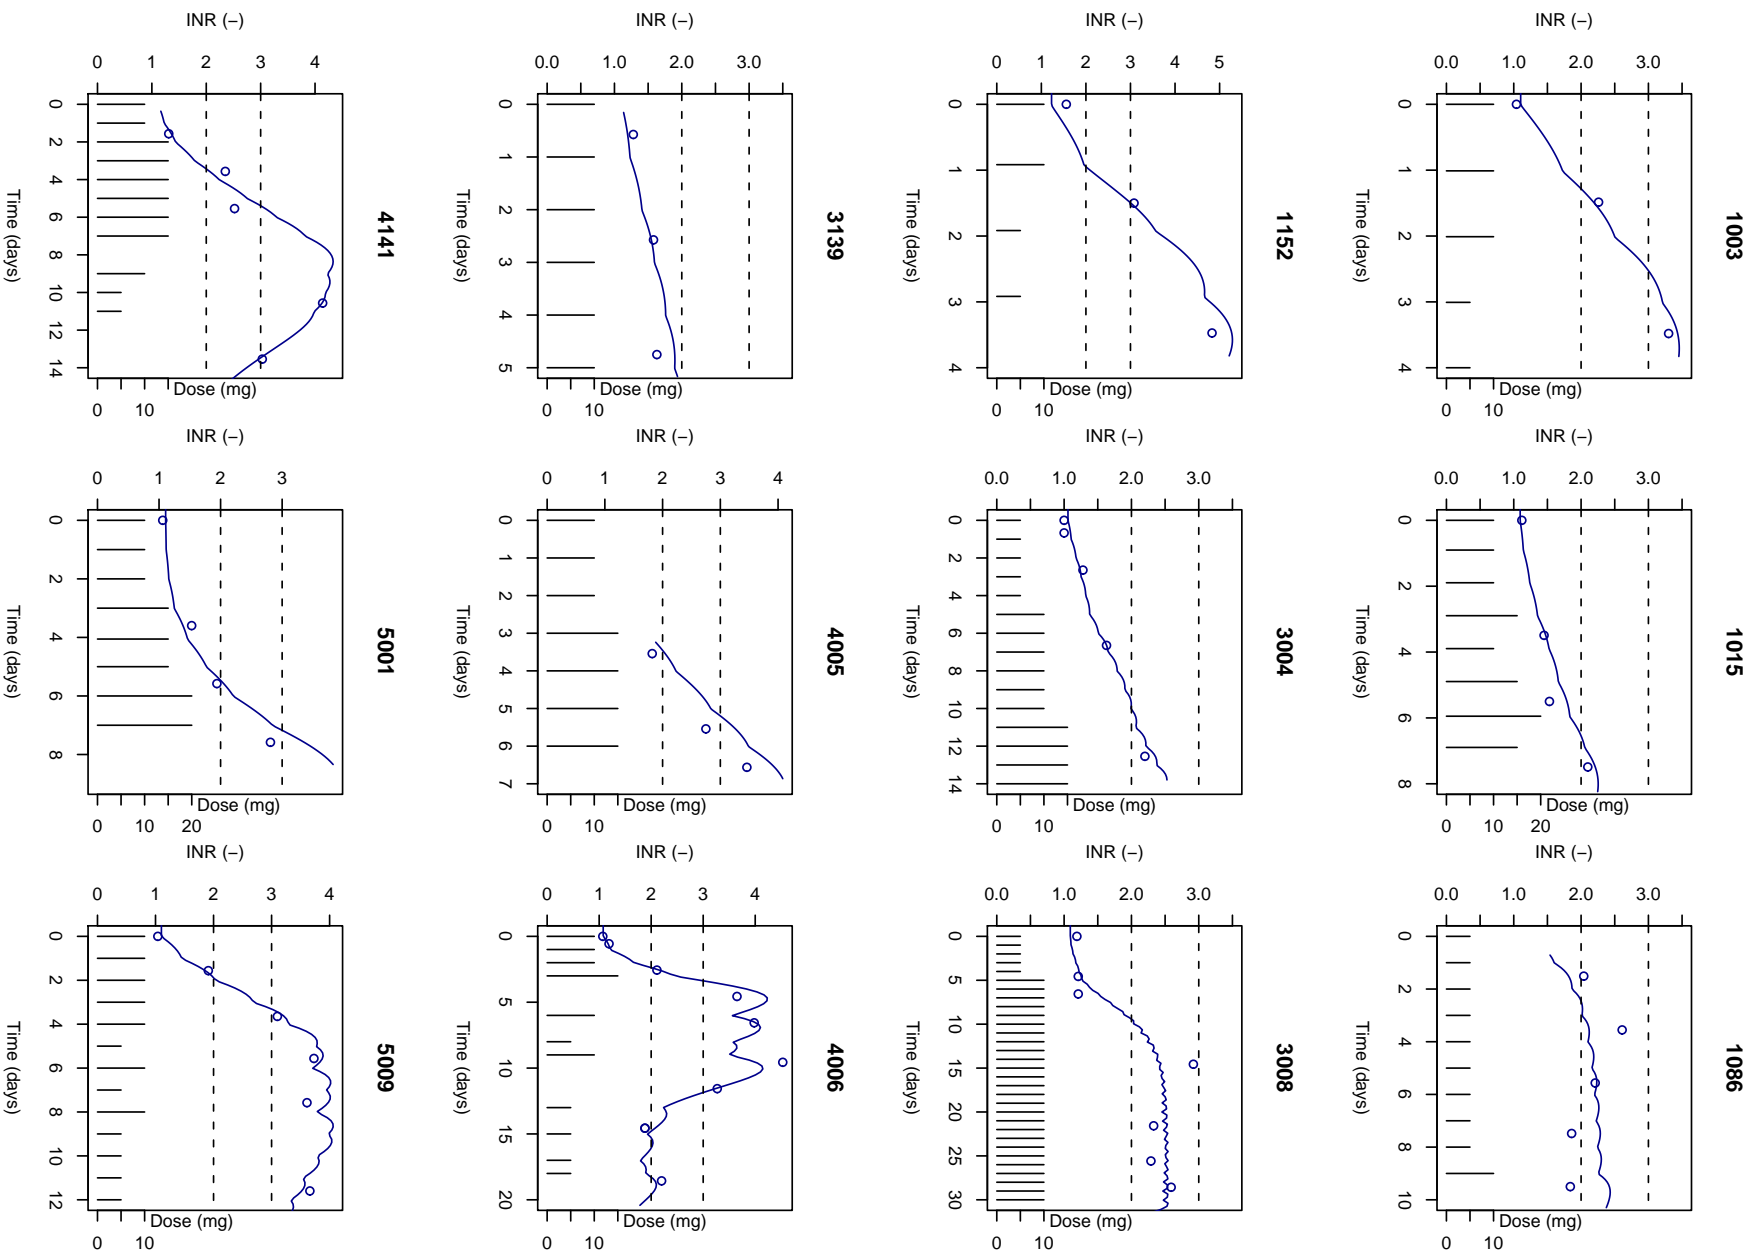 1003
INR (–)
0.0 1.0 2.0 3.0
0 1 2 3 4
Time (days)
Dose (mg)
0 10
1015
INR (–)
0.0 1.0 2.0 3.0
0 2 4 6 8
Time (days)
Dose (mg)
0 10 20
1086
INR (–)
0.0 1.0 2.0 3.0
0 2 4 6 8 10
Time (days)
Dose (mg)
0 10
1152
INR (–)
0 1 2 3 4 5
0 1 2 3 4
Time (days)
Dose (mg)
0 10
3004
INR (–)
0.0 1.0 2.0 3.0
0 2 4 6 8 10 12 14
Time (days)
Dose (mg)
0 10
3008
INR (–)
0.0 1.0 2.0 3.0
0 5 10 15 20 25 30
Time (days)
Dose (mg)
0 10
3139
INR (–)
0.0 1.0 2.0 3.0
0 1 2 3 4 5
Time (days)
Dose (mg)
0 10
4005
INR (–)
0 1 2 3 4
0 1 2 3 4 5 6 7
Time (days)
Dose (mg)
0 10
4006
INR (–)
0 1 2 3 4
0 5 10 15 20
Time (days)
Dose (mg)
0 10
4141
INR (–)
0 1 2 3 4
0 2 4 6 8 10 12 14
Time (days)
Dose (mg)
0 10
5001
INR (–)
0 1 2 3
0 2 4 6 8
Time (days)
Dose (mg)
0 10 20
5009
INR (–)
0 1 2 3 4
0 2 4 6 8 10 12
Time (days)
Dose (mg)
0 10